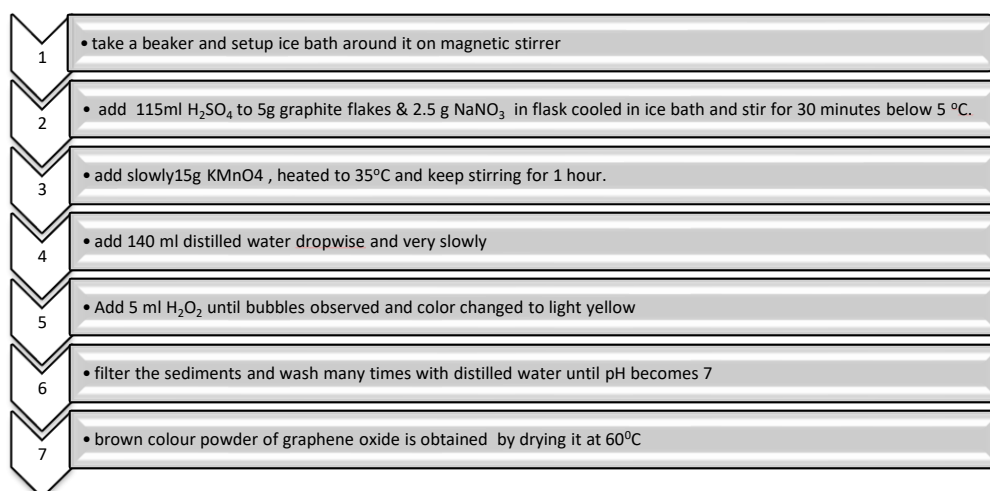 1
• take a beaker and setup ice bath around it on magnetic stirrer
2
• add 115ml H₂SO₄ to 5g graphite flakes & 2.5 g NaNO₃ in flask cooled in ice bath and stir for 30 minutes below 5 ᵒC.
3
• add slowly15g KMnO4 , heated to 35ᵒC and keep stirring for 1 hour.
4
• add 140 ml distilled water dropwise and very slowly
5
• Add 5 ml H₂O₂ until bubbles observed and color changed to light yellow
6
• filter the sediments and wash many times with distilled water until pH becomes 7
7
• brown colour powder of graphene oxide is obtained by drying it at 60⁰C